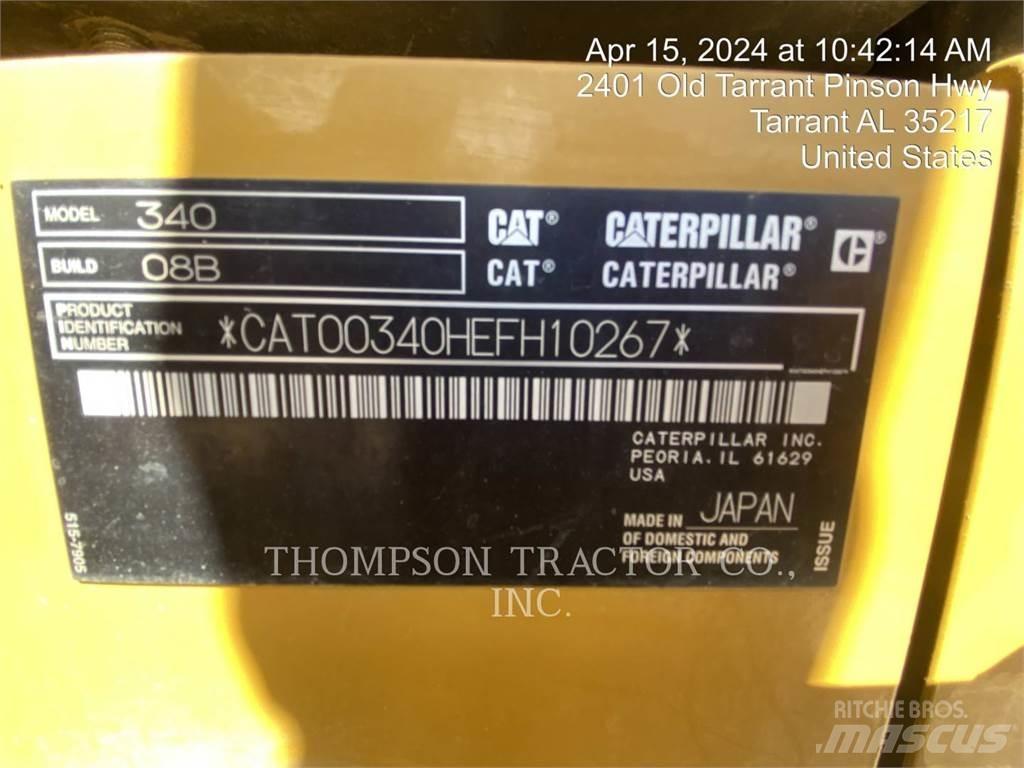 Apr 15, 2024 at 10:42:14 AM
2401 Old Tarrant Pinson Hwy
Tarrant AL 35217
United States
MODEL 340
BUILD 08B
CAT® CATERPILLAR®
CAT® CATERPILLAR®
PRODUCT
IDENTIFICATION
NUMBER
*CAT00340HEFH10267*
CATERPILLAR INC.
PEORIA. IL 61629
USA
MADE IN JAPAN
OF DOMESTIC AND
FOREIGN COMPONENTS
515-7905
ISSUE
THOMPSON TRACTOR CO.,
INC.
RITCHIE BROS.
MASCUS